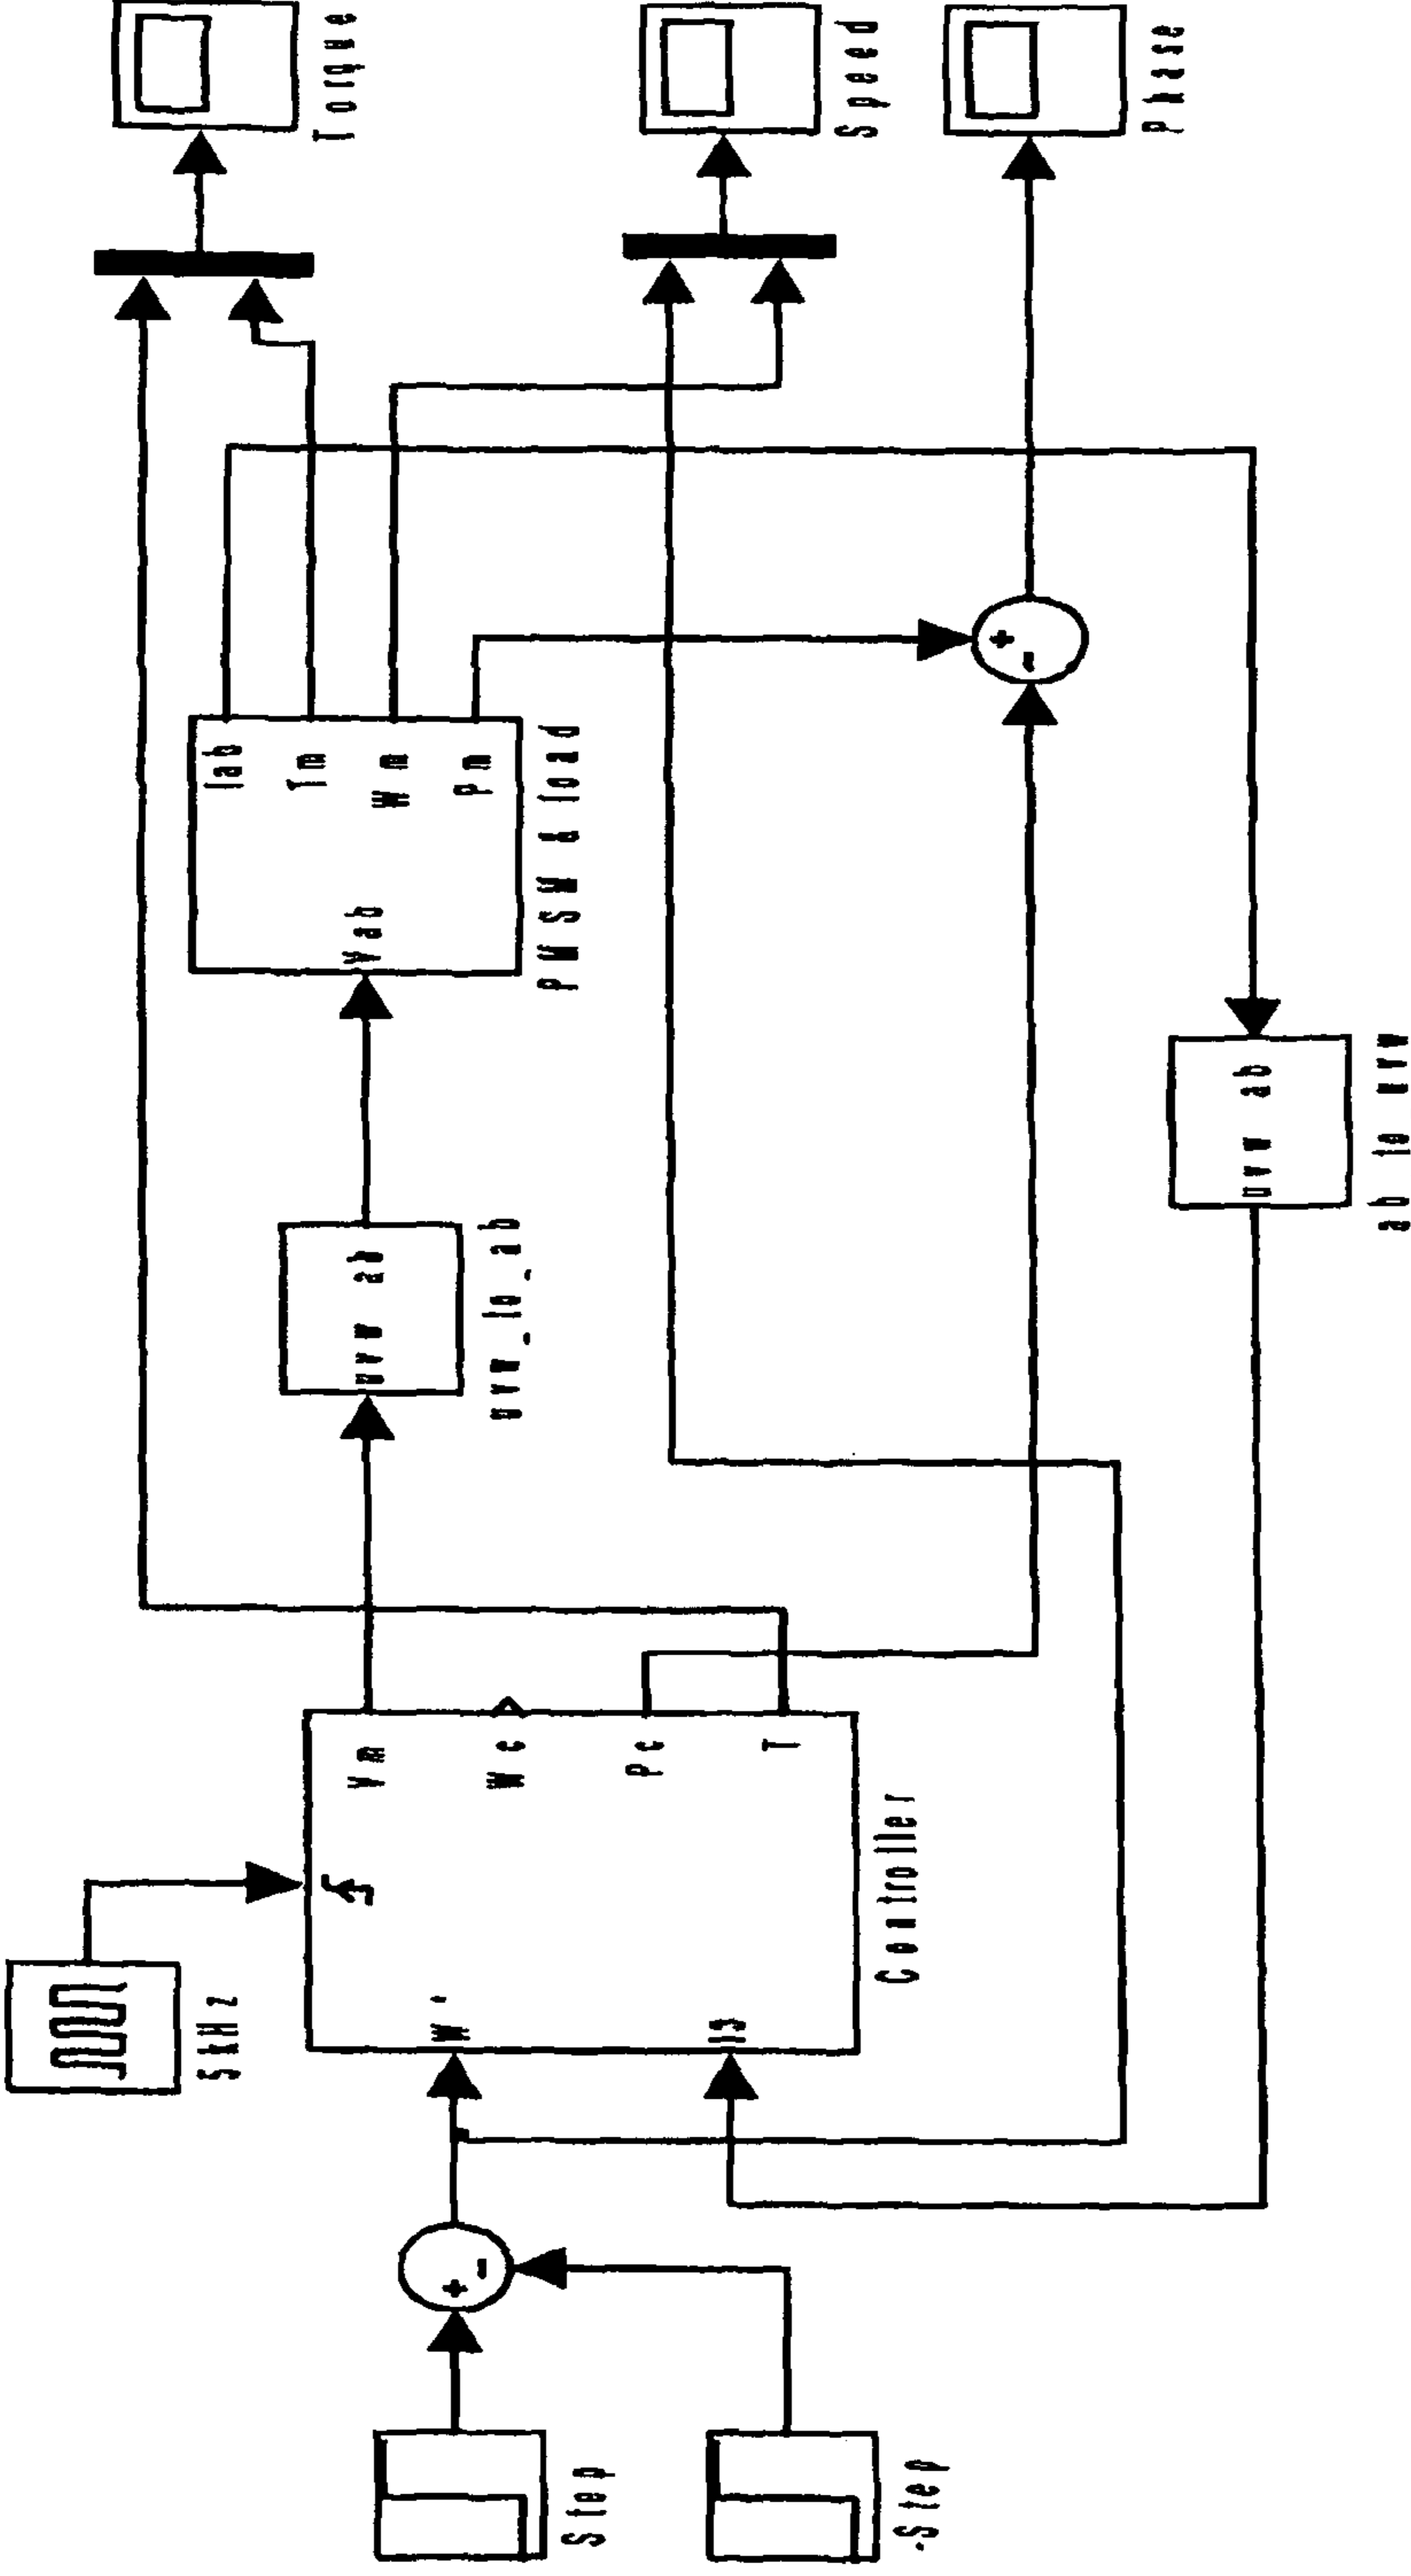 Step
-Step
+
-
5kHz
W*
I3
Vm
Wc
Pc
T
Controller
uvw ab
uvw_to_ab
Vab
Iab
Tm
Wm
Pm
PMSM & load
+
-
uvw ab
ab to uvw
Torque
Speed
Phase